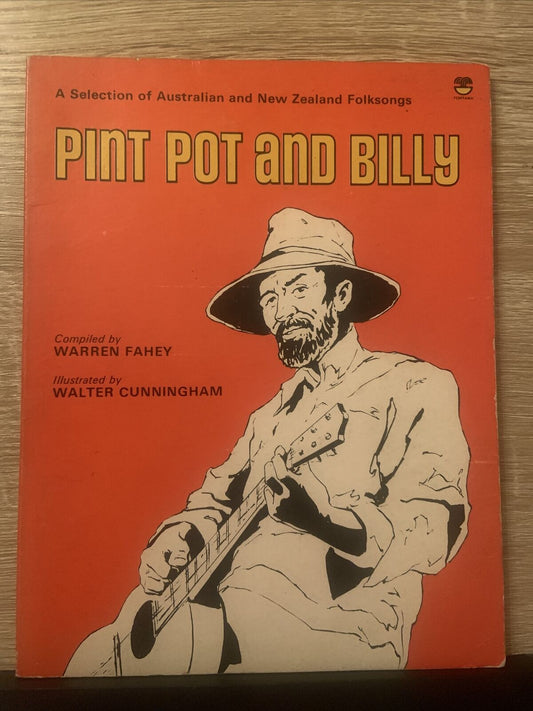 A Selection of Australian and New Zealand Folksongs
FONTANA
PINT POT and BILLY
Compiled by
WARREN FAHEY
Illustrated by
WALTER CUNNINGHAM